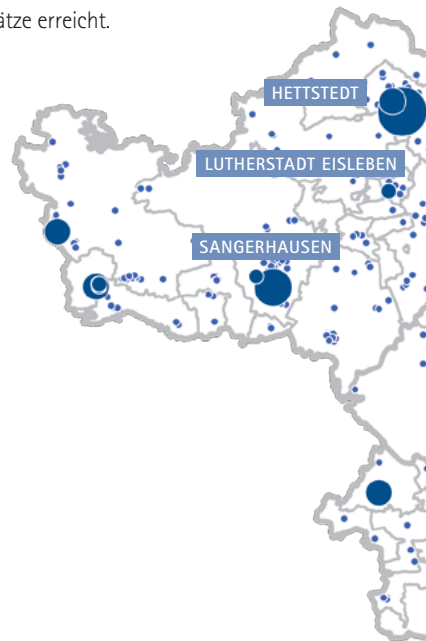 ätze erreicht.
HETTSTEDT
LUTHERSTADT EISLEBEN
SANGERHAUSEN